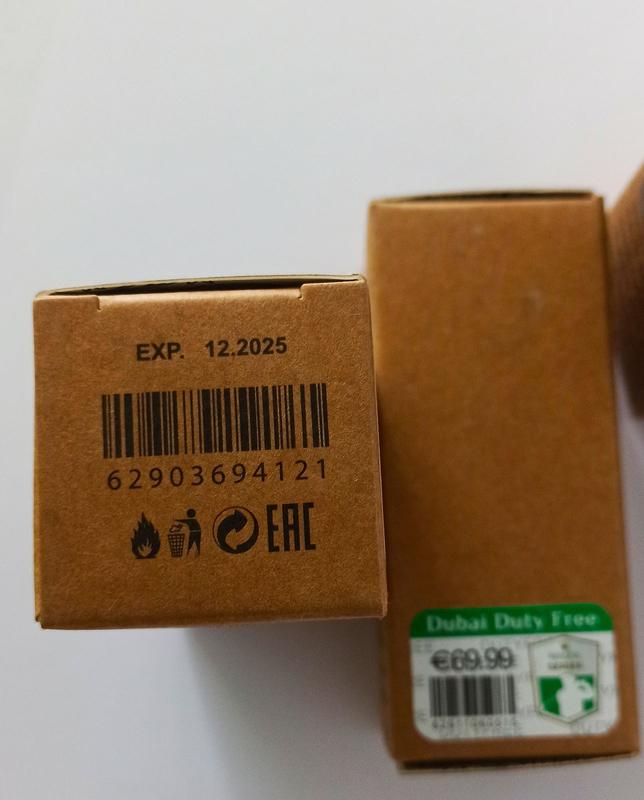 EXP. 12.2025
62903694121
EAC
Dubai Duty Free
€69.99